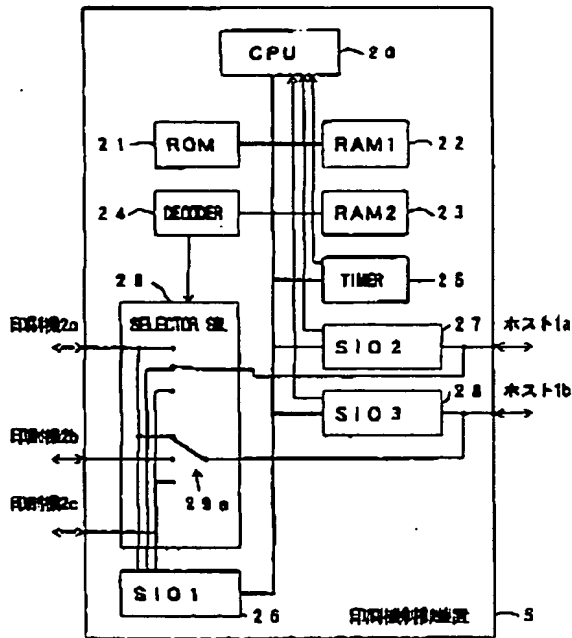 CPU
20
21
ROM
RAM1
22
24
DECODER
RAM2
23
TIMER
25
SELECTOR
印刷機2a
27
ホスト1a
SIO2
28
ホスト1b
SIO3
印刷機2b
29a
印刷機2c
SIO1
26
5